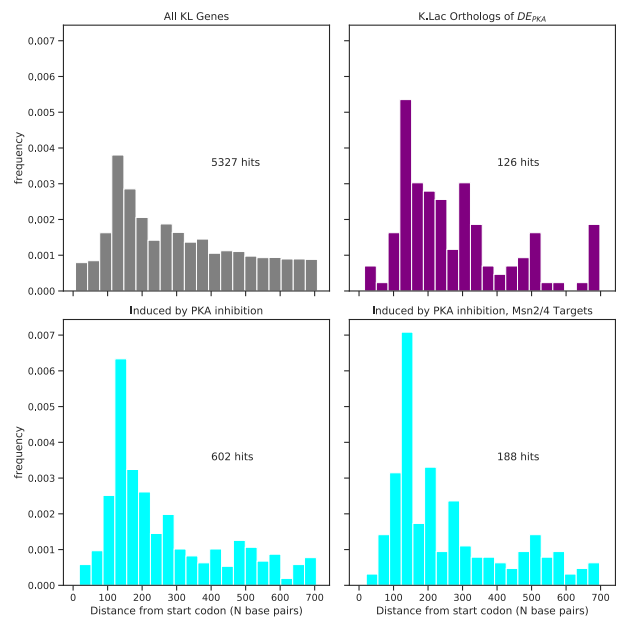 All KL Genes
K.Lac Orthologs of DE_PKA
0.007
0.006
0.005
0.004
0.003
0.002
0.001
0.000
frequency
5327 hits
126 hits
Induced by PKA inhibition
Induced by PKA inhibition, Msn2/4 Targets
0.007
0.006
0.005
0.004
0.003
0.002
0.001
0.000
frequency
602 hits
188 hits
0 100 200 300 400 500 600 700
0 100 200 300 400 500 600 700
Distance from start codon (N base pairs)
Distance from start codon (N base pairs)